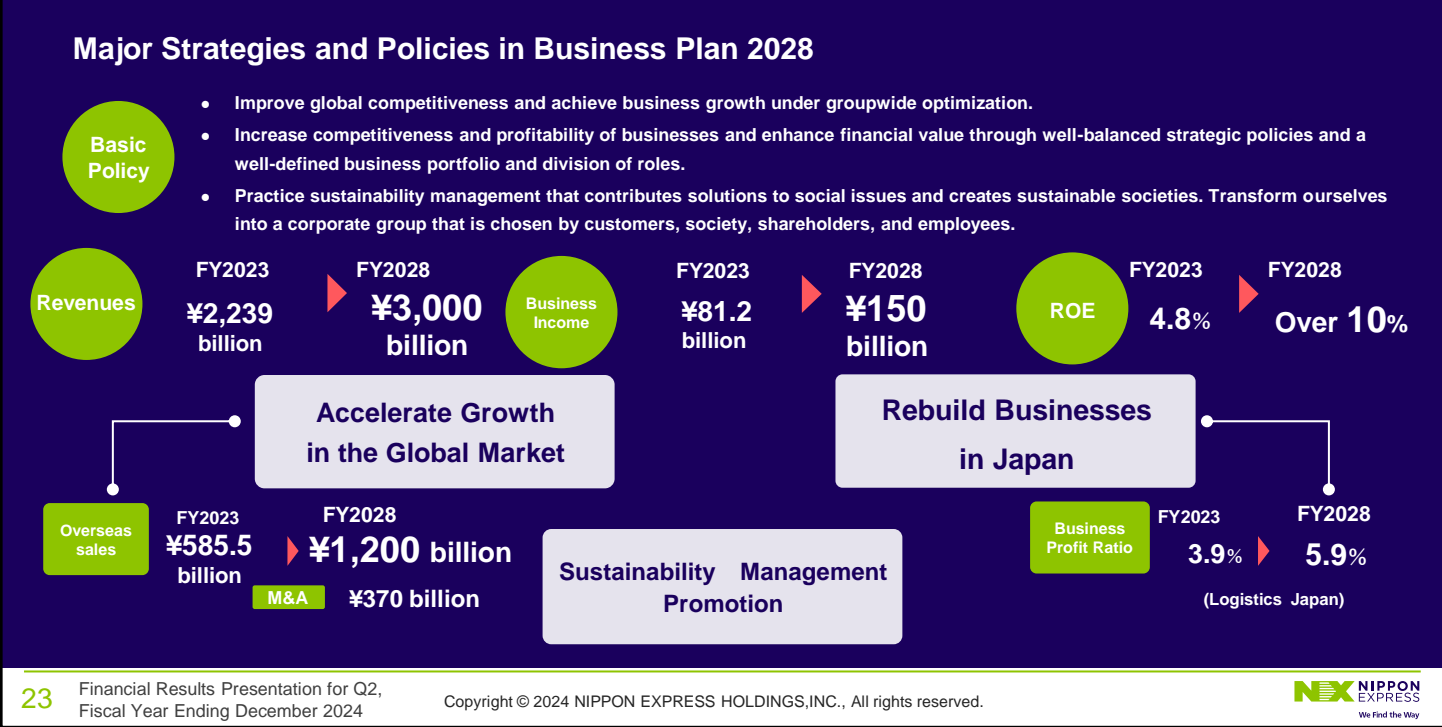 Major Strategies and Policies in Business Plan 2028
Basic
Policy
● Improve global competitiveness and achieve business growth under groupwide optimization.
● Increase competitiveness and profitability of businesses and enhance financial value through well-balanced strategic policies and a
well-defined business portfolio and division of roles.
● Practice sustainability management that contributes solutions to social issues and creates sustainable societies. Transform ourselves
into a corporate group that is chosen by customers, society, shareholders, and employees.
Revenues
FY2023
¥2,239
billion
FY2028
¥3,000
billion
Business
Income
FY2023
¥81.2
billion
FY2028
¥150
billion
ROE
FY2023
4.8%
FY2028
Over 10%
Accelerate Growth
in the Global Market
Rebuild Businesses
in Japan
Overseas
sales
FY2023
¥585.5
billion
FY2028
¥1,200 billion
M&A ¥370 billion
Sustainability Management
Promotion
Business
Profit Ratio
FY2023
3.9%
FY2028
5.9%
(Logistics Japan)
23
Financial Results Presentation for Q2,
Fiscal Year Ending December 2024
Copyright © 2024 NIPPON EXPRESS HOLDINGS,INC., All rights reserved.
NX NIPPON
EXPRESS
We Find the Way